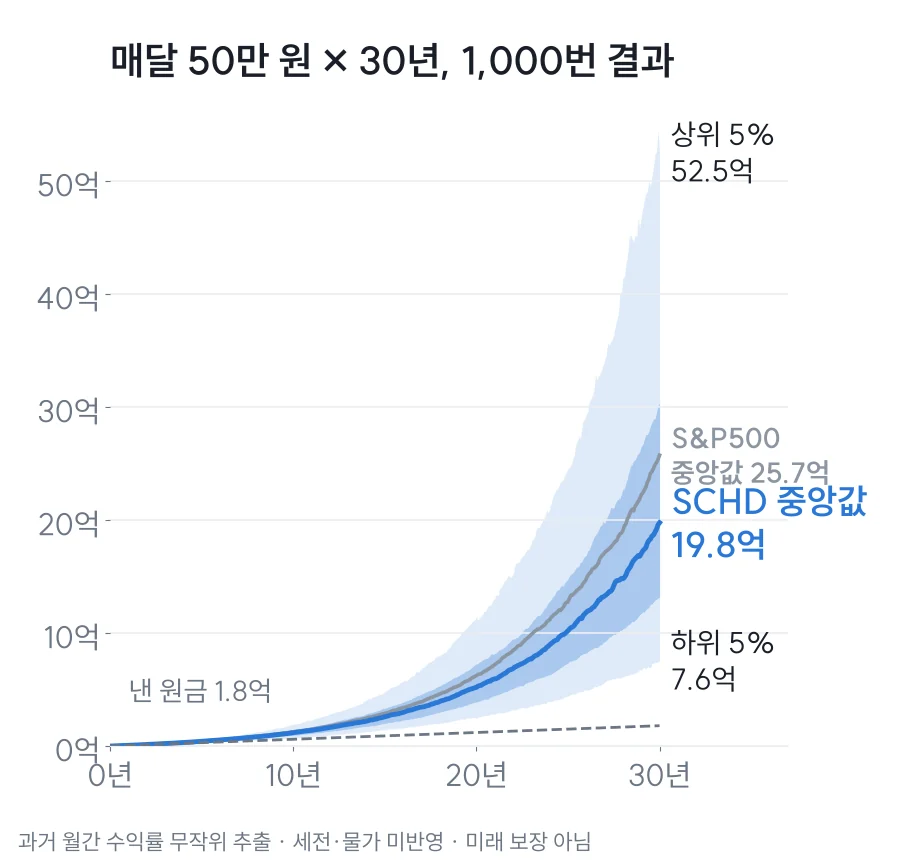 매달 50만 원 × 30년, 1,000번 결과
상위 5%
52.5억
50억
40억
30억
S&P500
중앙값 25.7억
SCHD 중앙값
19.8억
20억
10억
하위 5%
7.6억
낸 원금 1.8억
0억
0년
10년
20년
30년
과거 월간 수익률 무작위 추출 · 세전·물가 미반영 · 미래 보장 아님